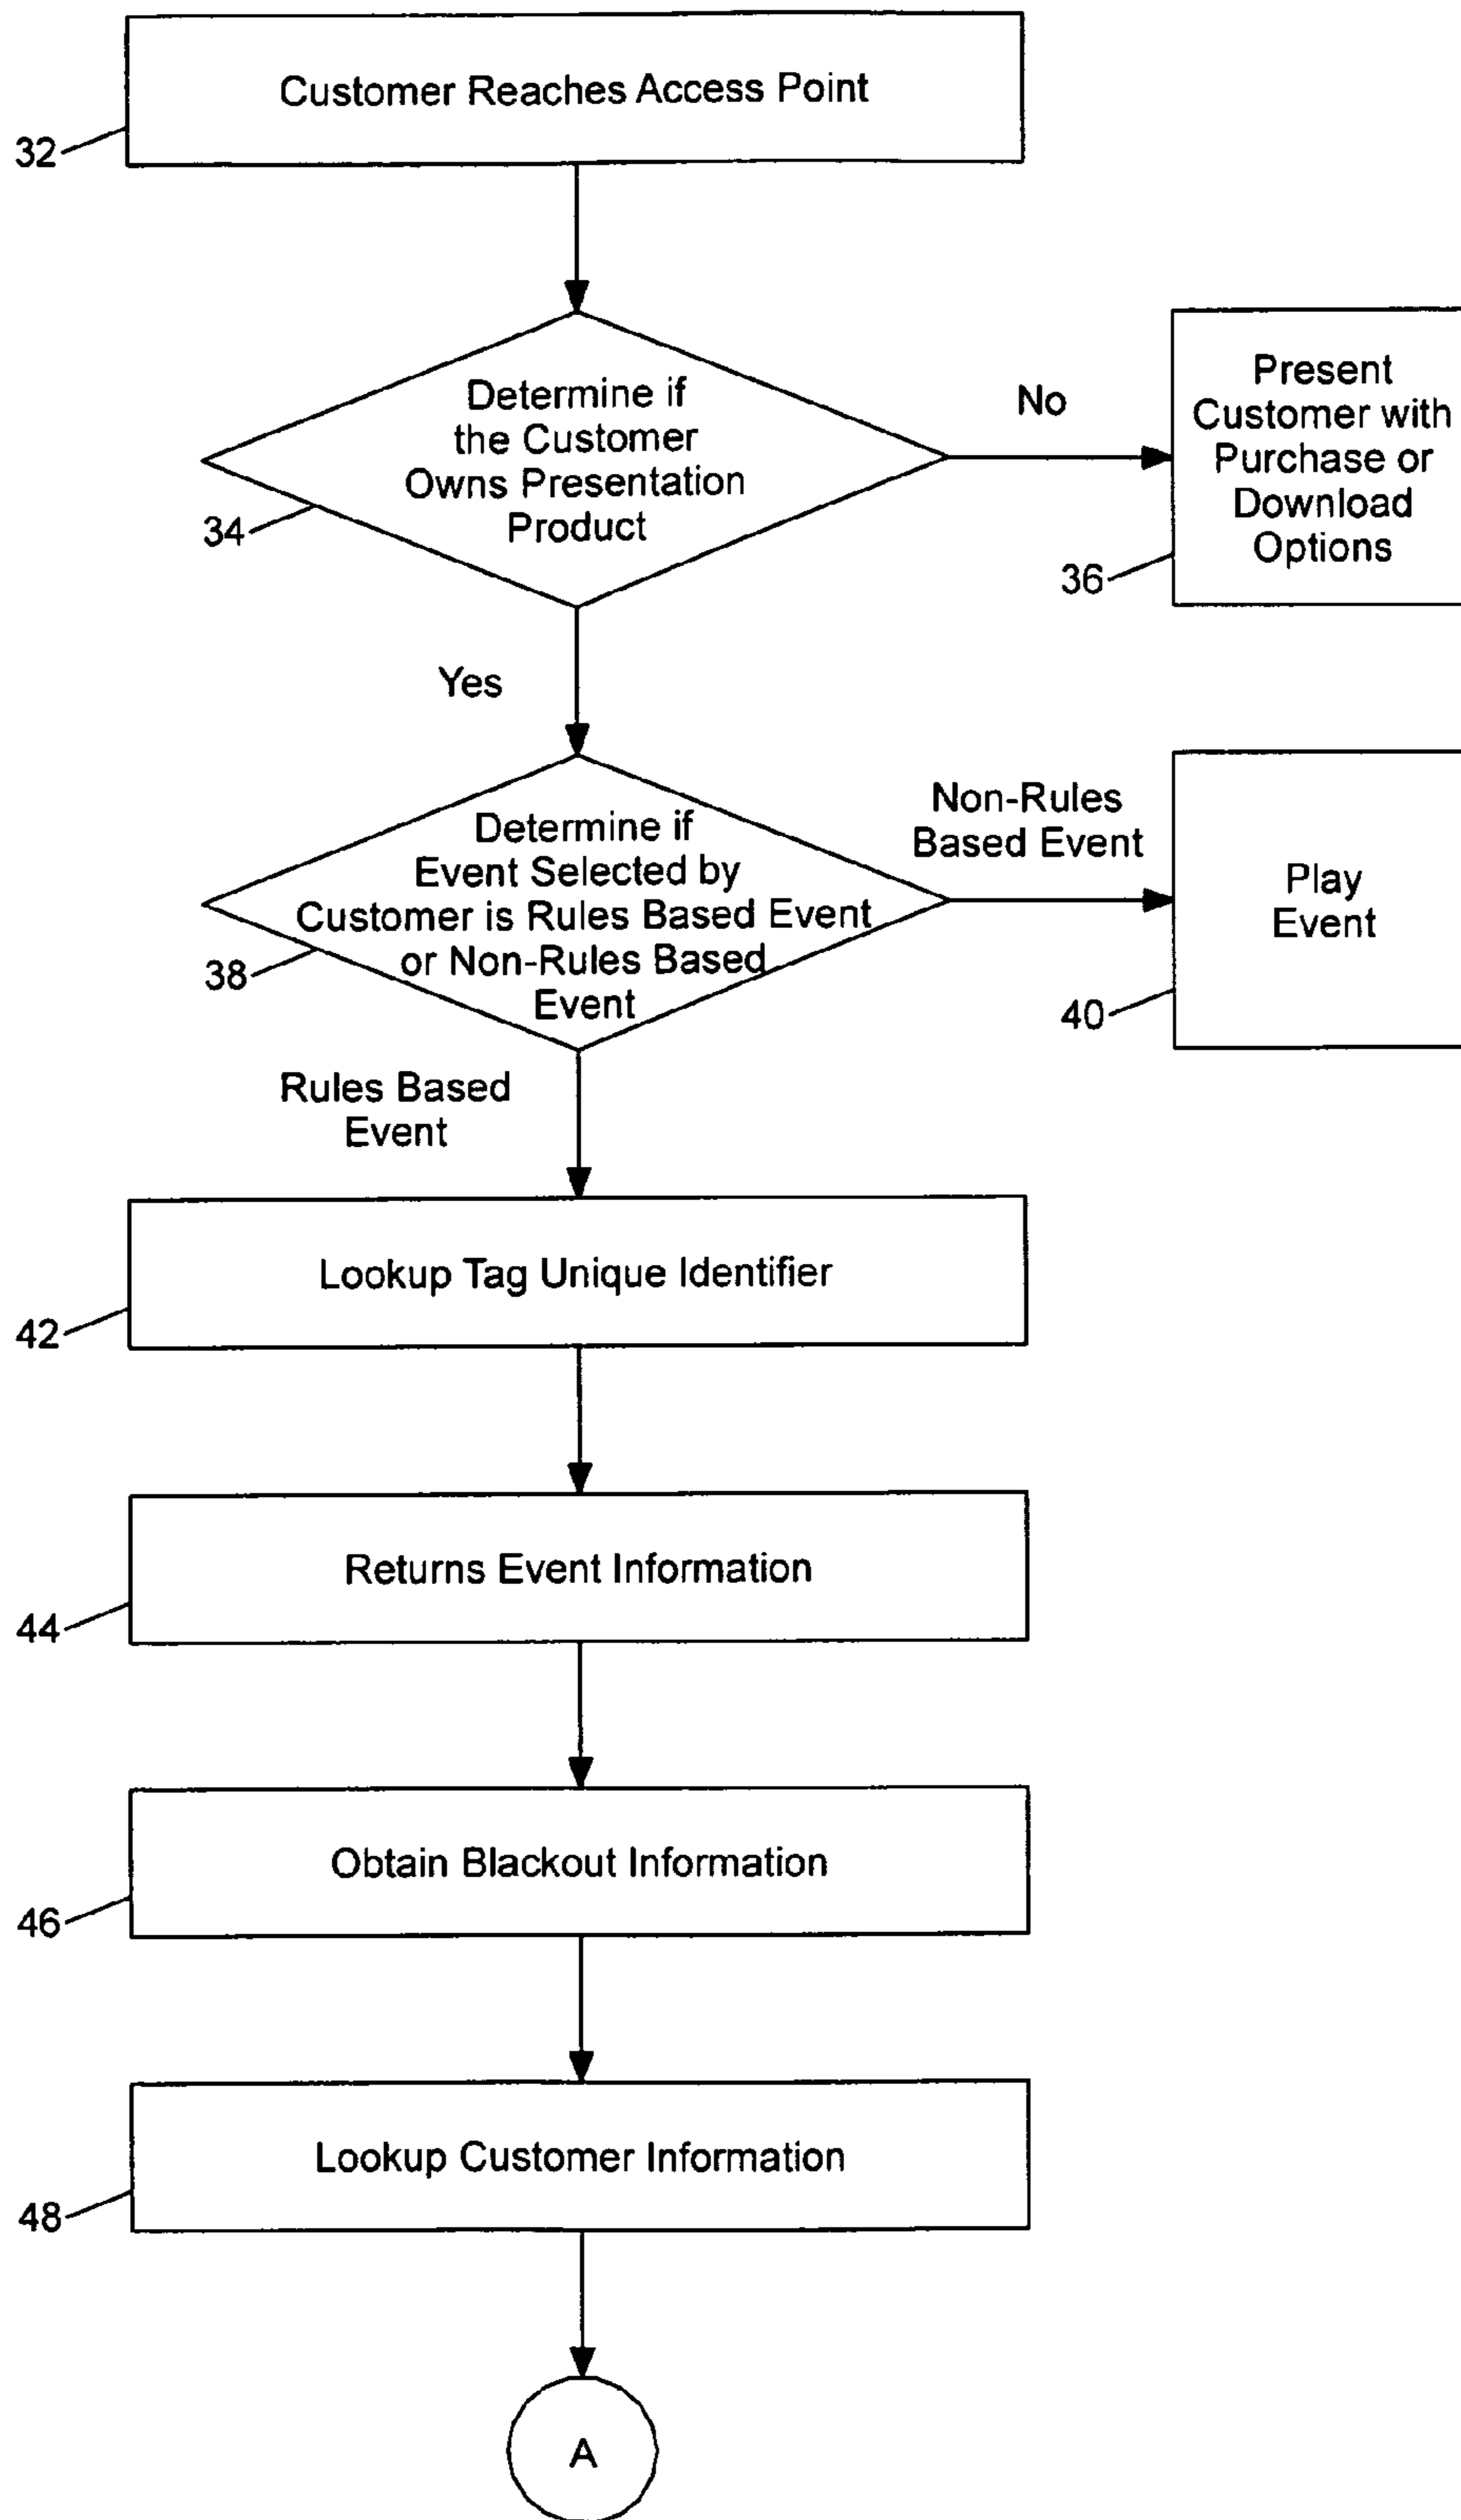 Customer Reaches Access Point
32
Determine if
the Customer
Owns Presentation
Product
34
No
Present
Customer with
Purchase or
Download
Options
36
Yes
Determine if
Event Selected by
Customer is Rules Based Event
or Non-Rules Based
Event
38
Non-Rules
Based Event
Play
Event
40
Rules Based
Event
Lookup Tag Unique Identifier
42
Returns Event Information
44
Obtain Blackout Information
46
Lookup Customer Information
48
A